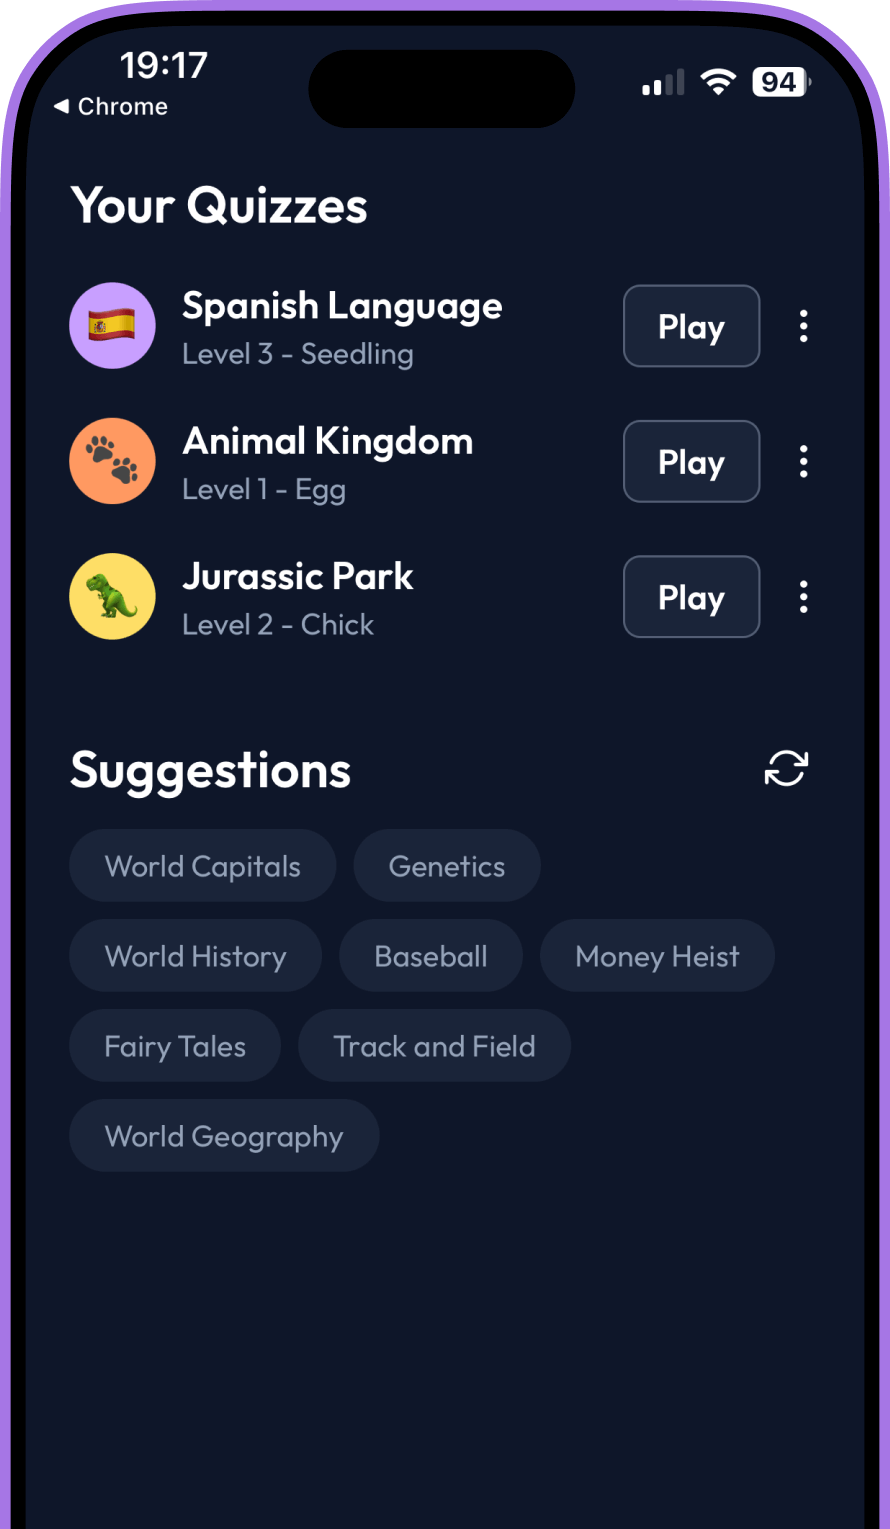 19:17
94
◀ Chrome
Your Quizzes
Spanish Language
Level 3 - Seedling
Play
Animal Kingdom
Level 1 - Egg
Play
Jurassic Park
Level 2 - Chick
Play
Suggestions
World Capitals
Genetics
World History
Baseball
Money Heist
Fairy Tales
Track and Field
World Geography